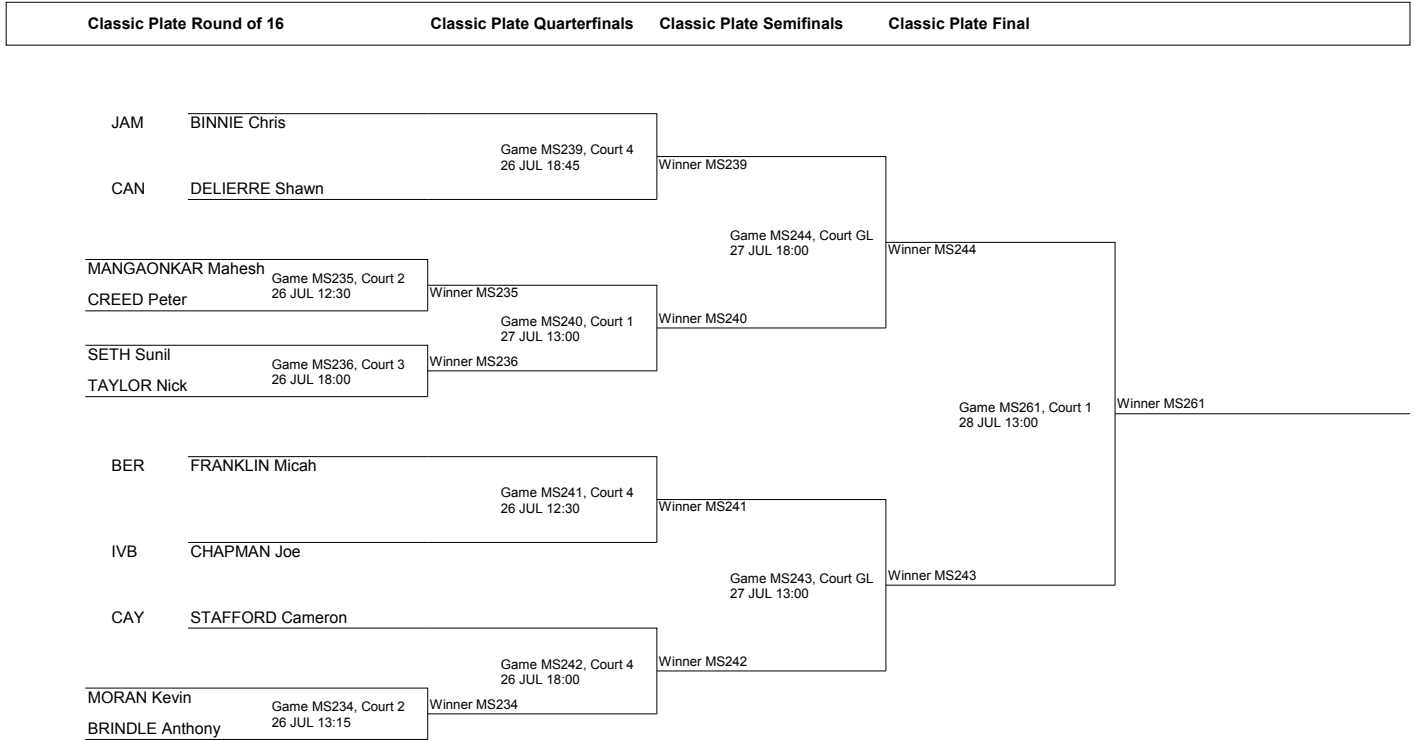 Classic Plate Round of 16 Classic Plate Quarterfinals Classic Plate Semifinals Classic Plate Final
JAM BINNIE Chris
Game MS239, Court 4
26 JUL 18:45
Winner MS239
CAN DELIERRE Shawn
Game MS244, Court GL
27 JUL 18:00
Winner MS244
MANGAONKAR Mahesh
Game MS235, Court 2
26 JUL 12:30
CREED Peter
Winner MS235
Game MS240, Court 1
27 JUL 13:00
Winner MS240
SETH Sunil
Game MS236, Court 3
26 JUL 18:00
TAYLOR Nick
Winner MS236
Game MS261, Court 1
28 JUL 13:00
Winner MS261
BER FRANKLIN Micah
Game MS241, Court 4
26 JUL 12:30
Winner MS241
IVB CHAPMAN Joe
Game MS243, Court GL
27 JUL 13:00
Winner MS243
CAY STAFFORD Cameron
Game MS242, Court 4
26 JUL 18:00
Winner MS242
MORAN Kevin
Game MS234, Court 2
26 JUL 13:15
BRINDLE Anthony
Winner MS234